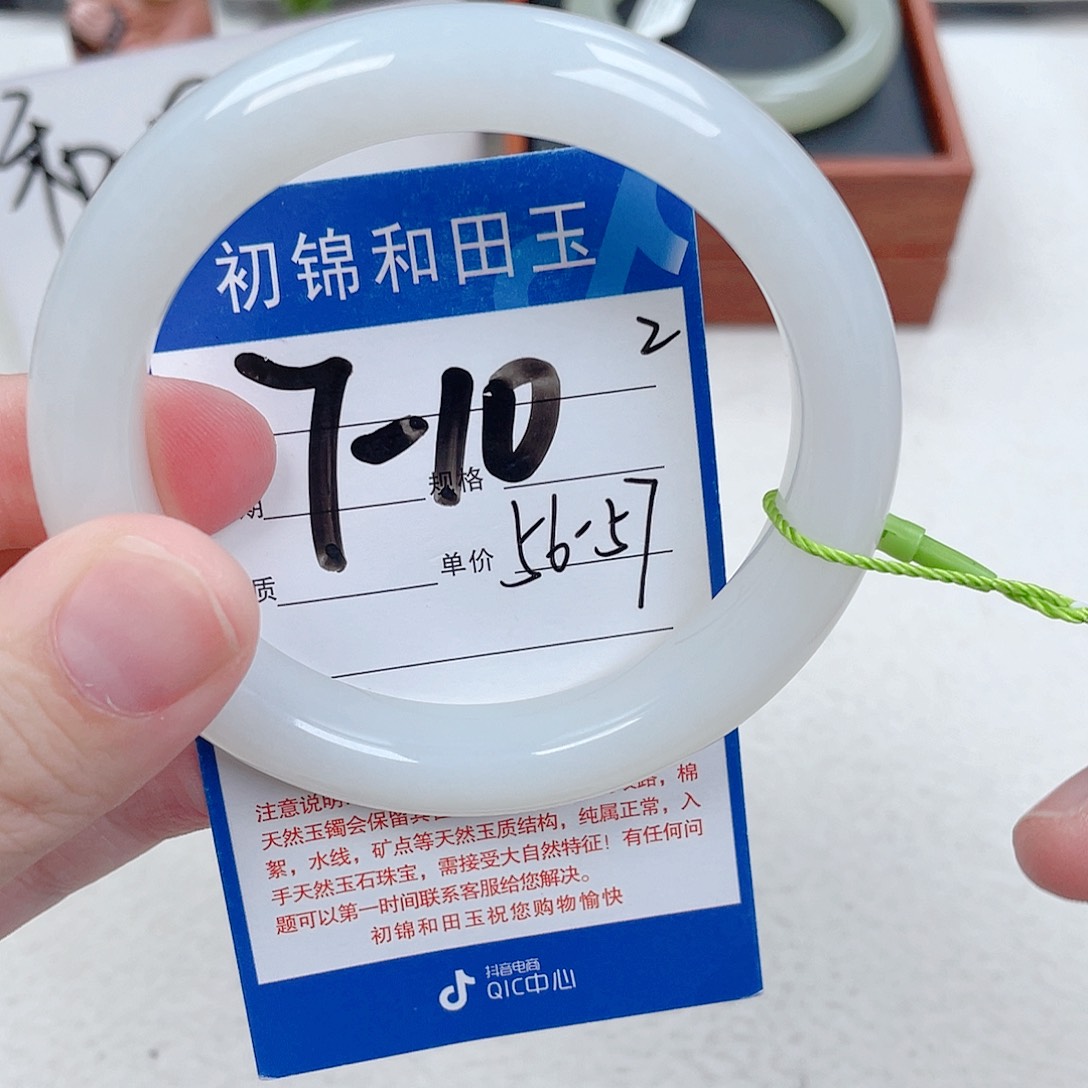 和
初锦和田玉
2
7-10
规格
期
56-57
单价
质
注意说明
天然玉镯会保留其
路，棉
絮，水线，矿点等天然玉质结构，纯属正常，入
手天然玉石珠宝，需接受大自然特征！有任何问
题可以第一时间联系客服给您解决。
初锦和田玉祝您购物愉快
抖音电商
QIC中心